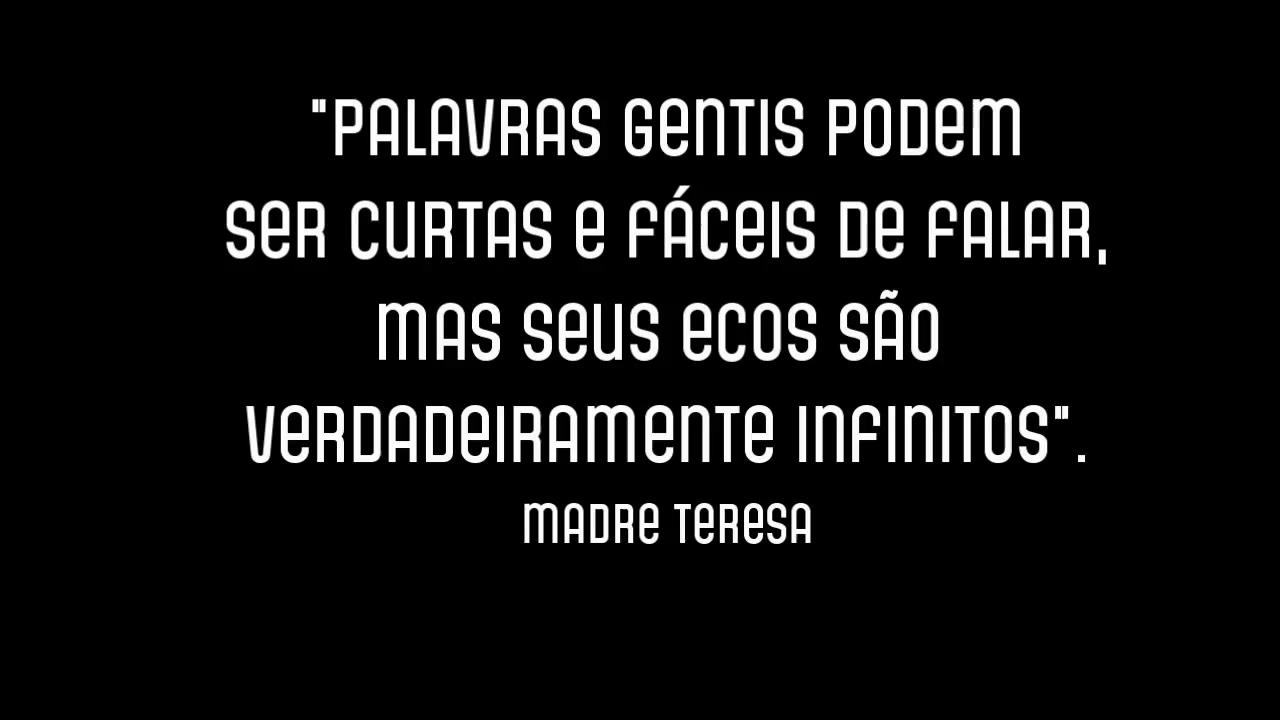 "PALAVRAS GENTIS PODEM
SER CURTAS E FÁCEIS DE FALAR,
MAS SEUS ECOS SÃO
VERDADEIRAMENTE INFINITOS".
MADRE TERESA